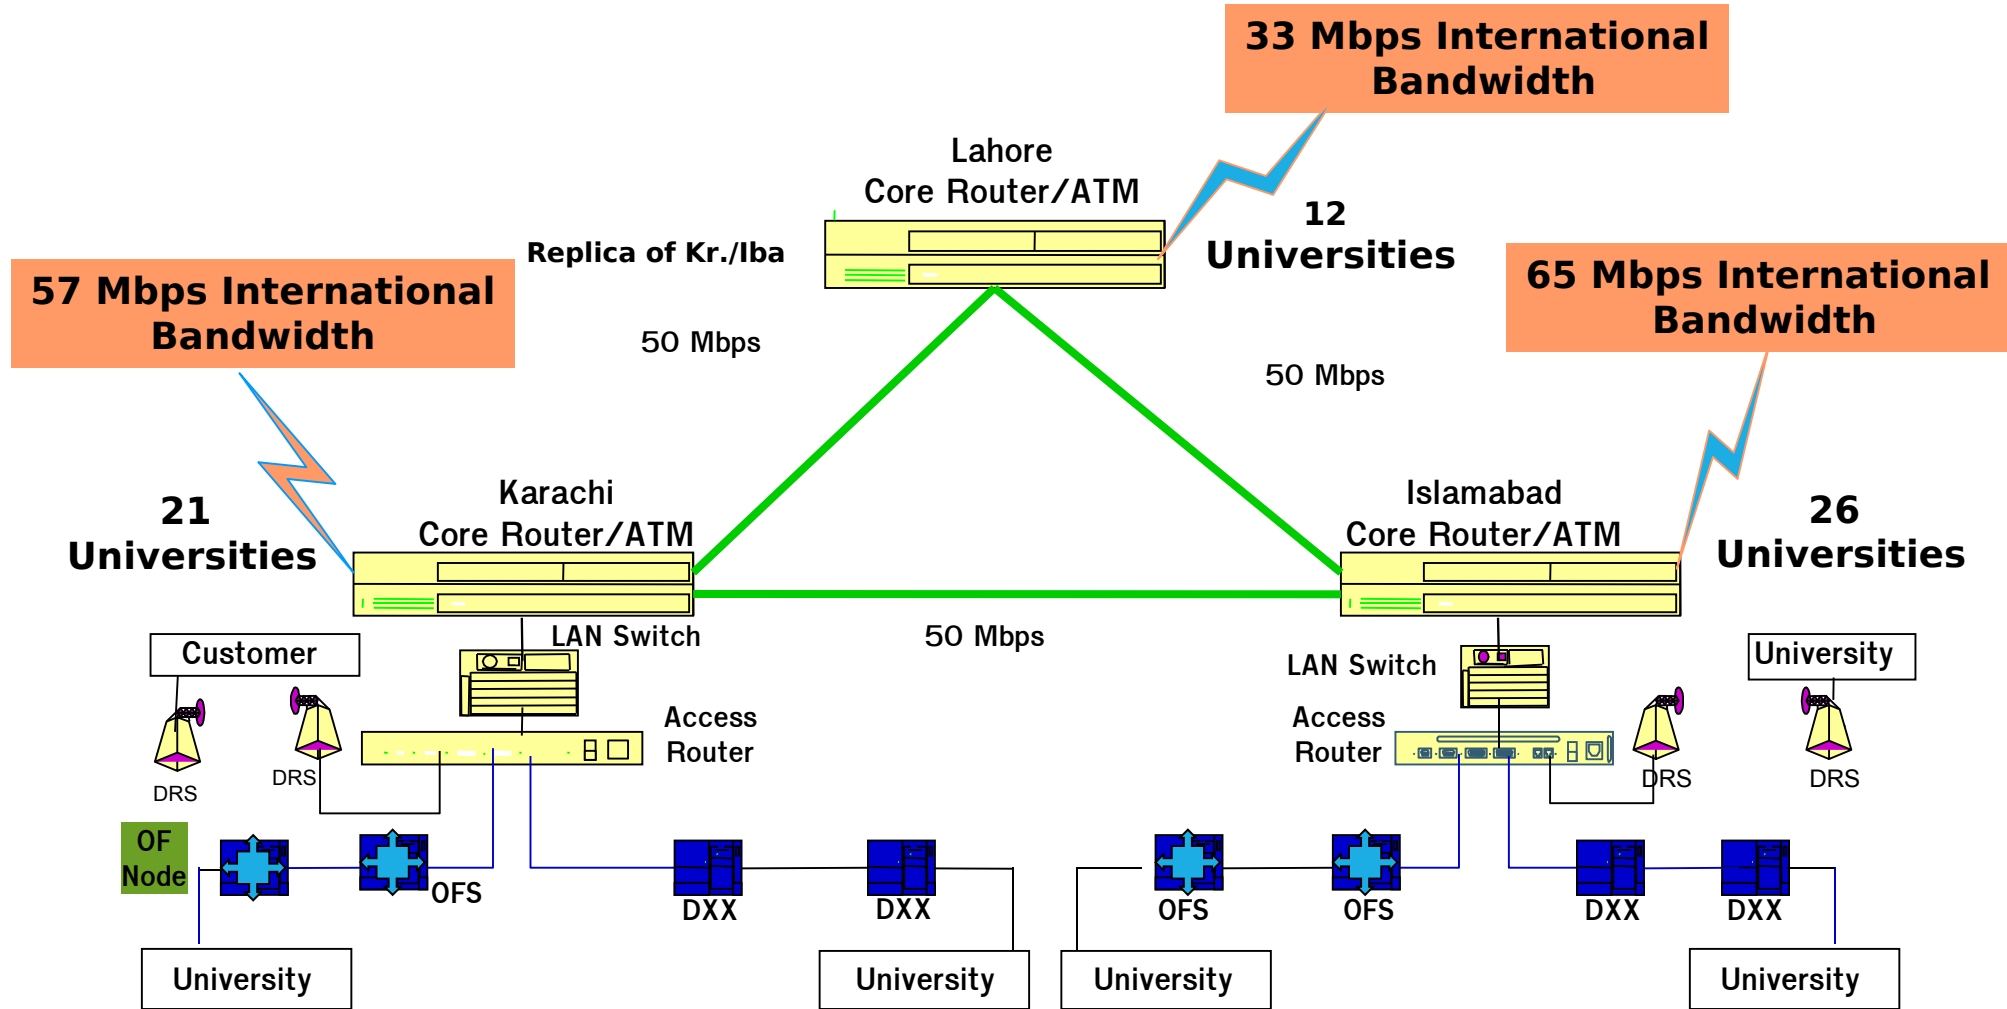 33 Mbps International
Bandwidth
Lahore
Core Router/ATM
12
Universities
Replica of Kr./Iba
57 Mbps International
Bandwidth
65 Mbps International
Bandwidth
50 Mbps
50 Mbps
21
Universities
Karachi
Core Router/ATM
Islamabad
Core Router/ATM
26
Universities
LAN Switch
50 Mbps
Customer
LAN Switch
University
Access
Router
Access
Router
DRS
DRS
DRS
DRS
OF
Node
OFS
DXX
DXX
OFS
OFS
DXX
DXX
University
University
University
University